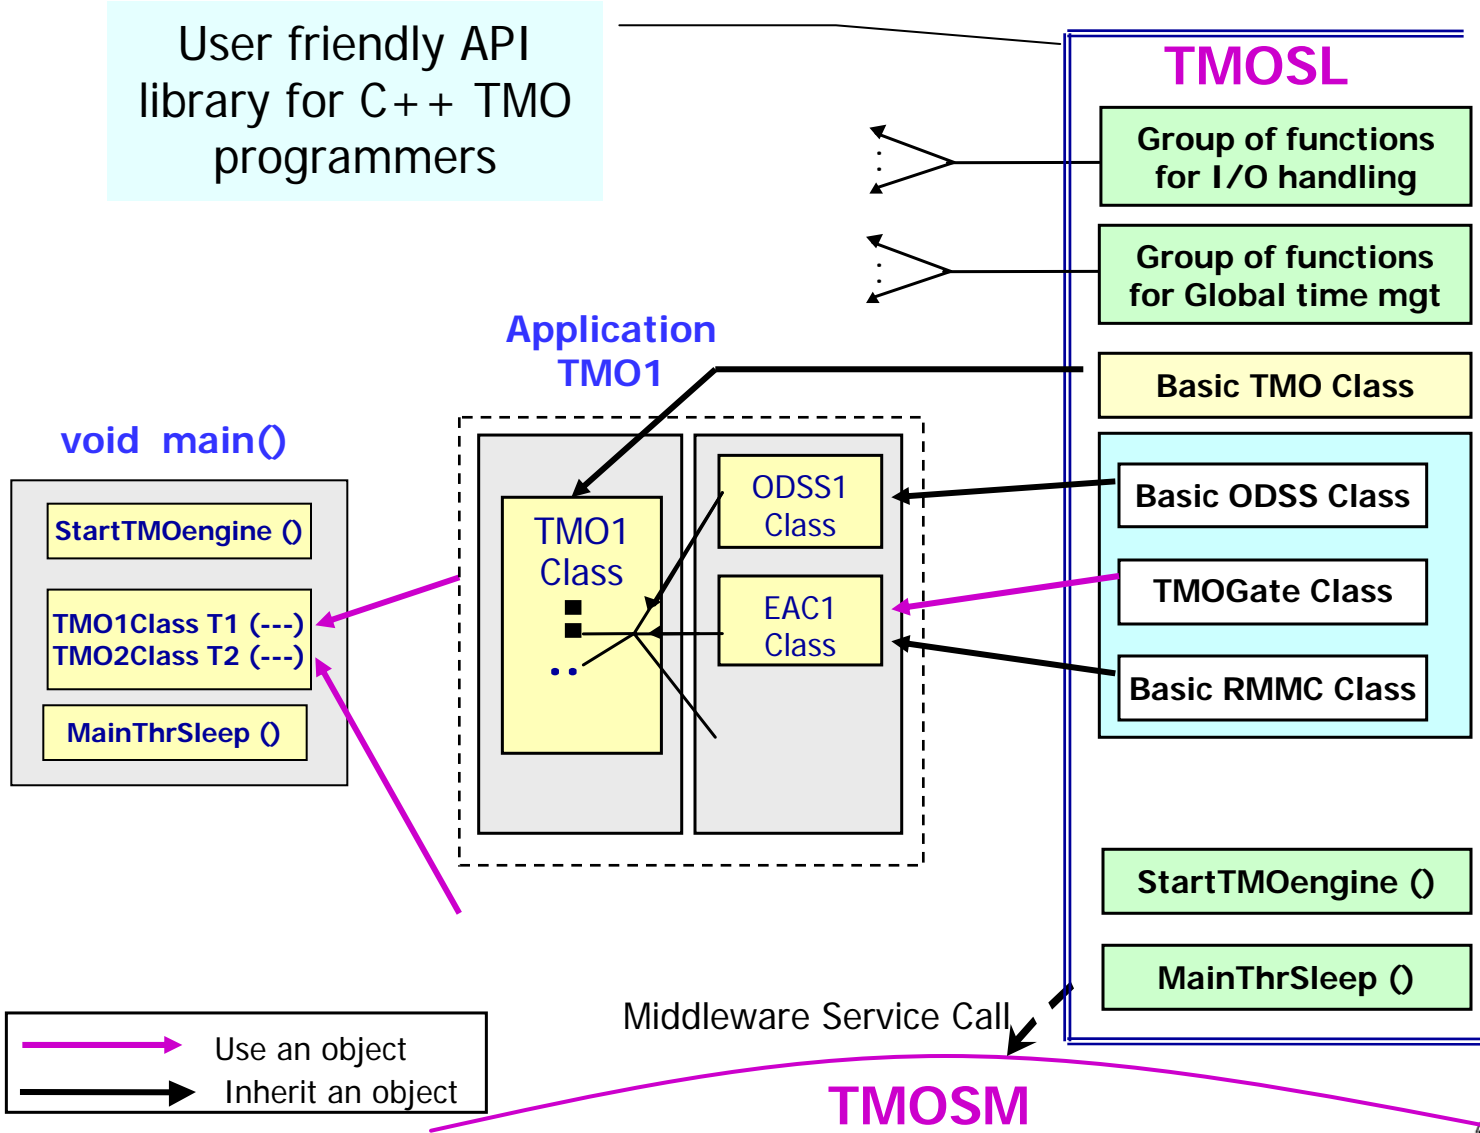 User friendly API
library for C++ TMO
programmers
TMOSL
Group of functions
for I/O handling
Group of functions
for Global time mgt
Basic TMO Class
Basic ODSS Class
TMOGate Class
Basic RMMC Class
StartTMOengine ()
MainThrSleep ()
Application
TMO1
TMO1
Class
ODSS1
Class
EAC1
Class
void main()
StartTMOengine ()
TMO1Class T1 (---)
TMO2Class T2 (---)
MainThrSleep ()
Middleware Service Call
TMOSM
Use an object
Inherit an object